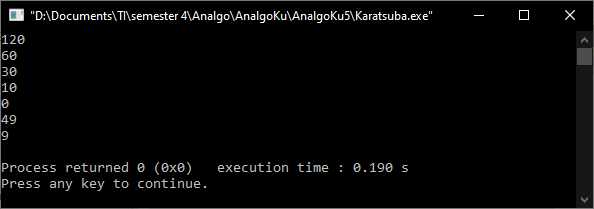 "D:\Documents\TI\semester 4\Analgo\AnalgoKu\AnalgoKu5\Karatsuba.exe"
120
60
30
10
0
49
9
Process returned 0 (0x0)   execution time : 0.190 s
Press any key to continue.